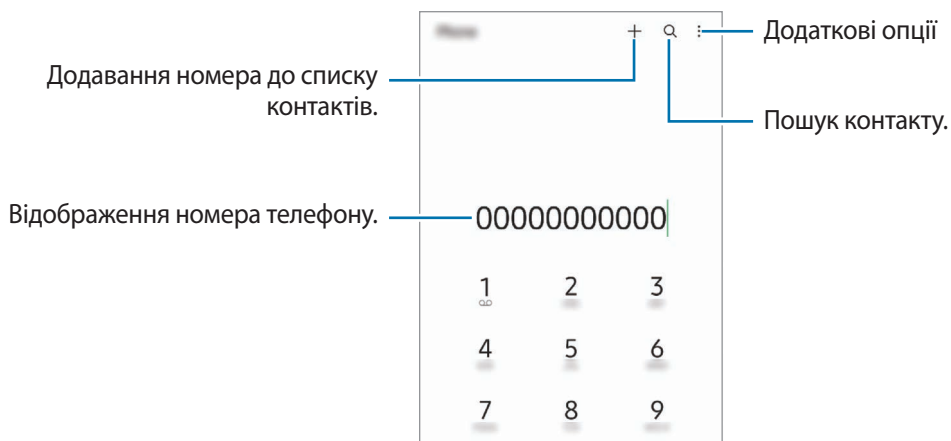 Додаткові опції
Додавання номера до списку
контактів.
Пошук контакту.
Відображення номера телефону.
00000000000
1 2 3
4 5 6
7 8 9